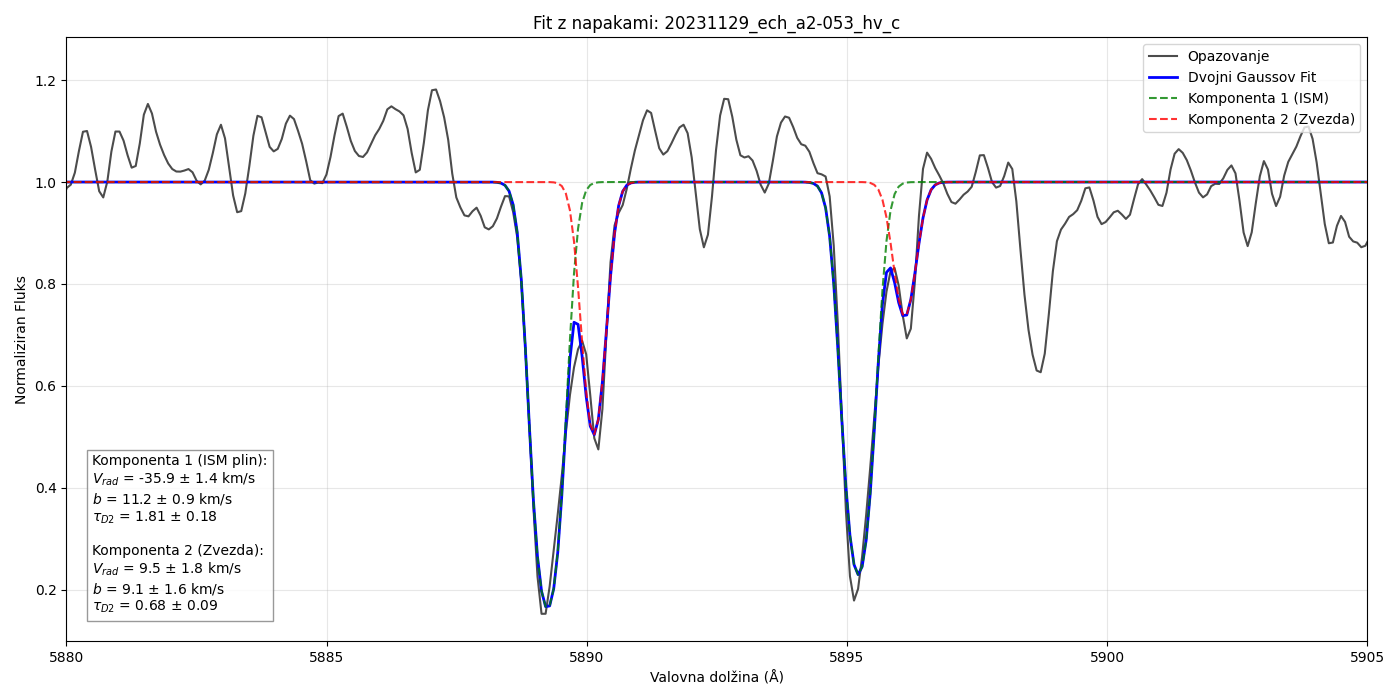 Fit z napakami: 20231129_ech_a2-053_hv_c
Normaliziran Fluks
1.2
1.0
0.8
0.6
0.4
0.2
Opazovanje
Dvojni Gaussov Fit
Komponenta 1 (ISM)
Komponenta 2 (Zvezda)
Komponenta 1 (ISM plin):
V_rad = -35.9 ± 1.4 km/s
b = 11.2 ± 0.9 km/s
τ_D2 = 1.81 ± 0.18
Komponenta 2 (Zvezda):
V_rad = 9.5 ± 1.8 km/s
b = 9.1 ± 1.6 km/s
τ_D2 = 0.68 ± 0.09
5880 5885 5890 5895 5900 5905
Valovna dolžina (Å)